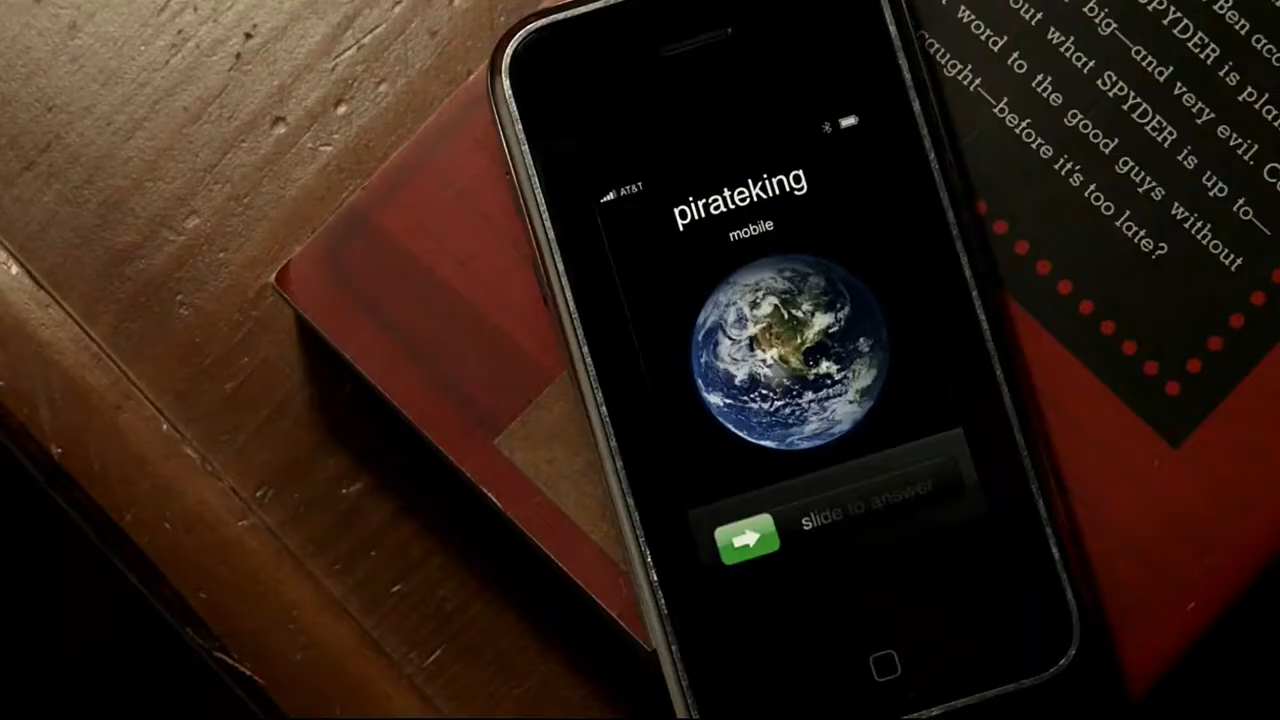 AT&T
pirateking
mobile
slide to answer
Ben acc
SPYDER is pla
big—and very evil. C
out what SPYDER is up to—
word to the good guys without
caught—before it's too late?